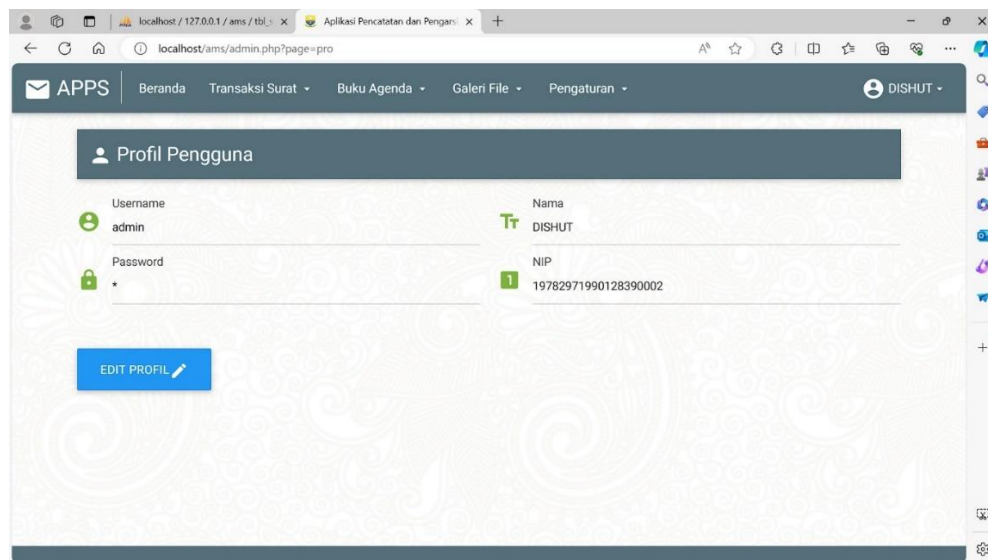 localhost / 127.0.0.1 / ams / tbl_s
Aplikasi Pencatatan dan Pengarsi
localhost/ams/admin.php?page=pro
APPS
Beranda
Transaksi Surat
Buku Agenda
Galeri File
Pengaturan
DISHUT
Profil Pengguna
Username
admin
Nama
DISHUT
Password
*
NIP
19782971990128390002
EDIT PROFIL